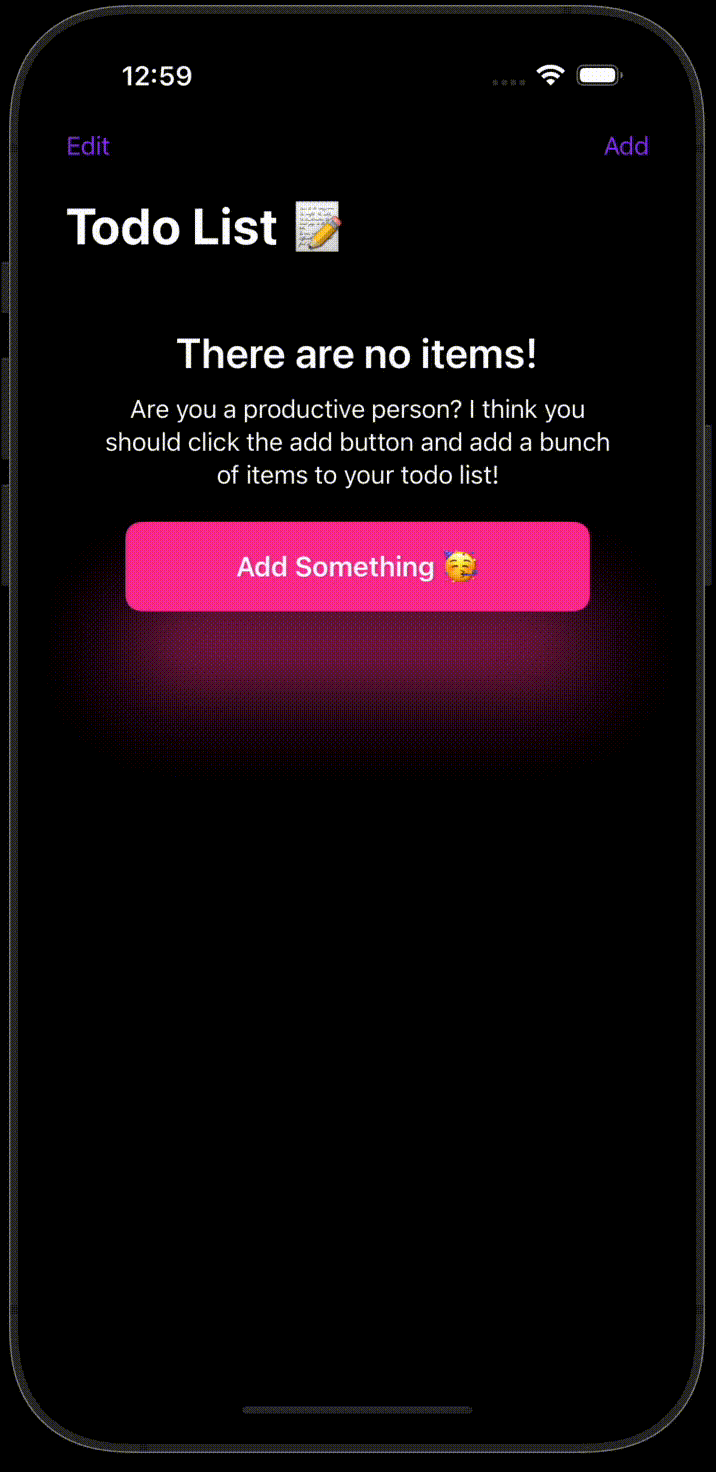 12:59
Edit
Add
Todo List 📝
There are no items!
Are you a productive person? I think you
should click the add button and add a bunch
of items to your todo list!
Add Something 🥳